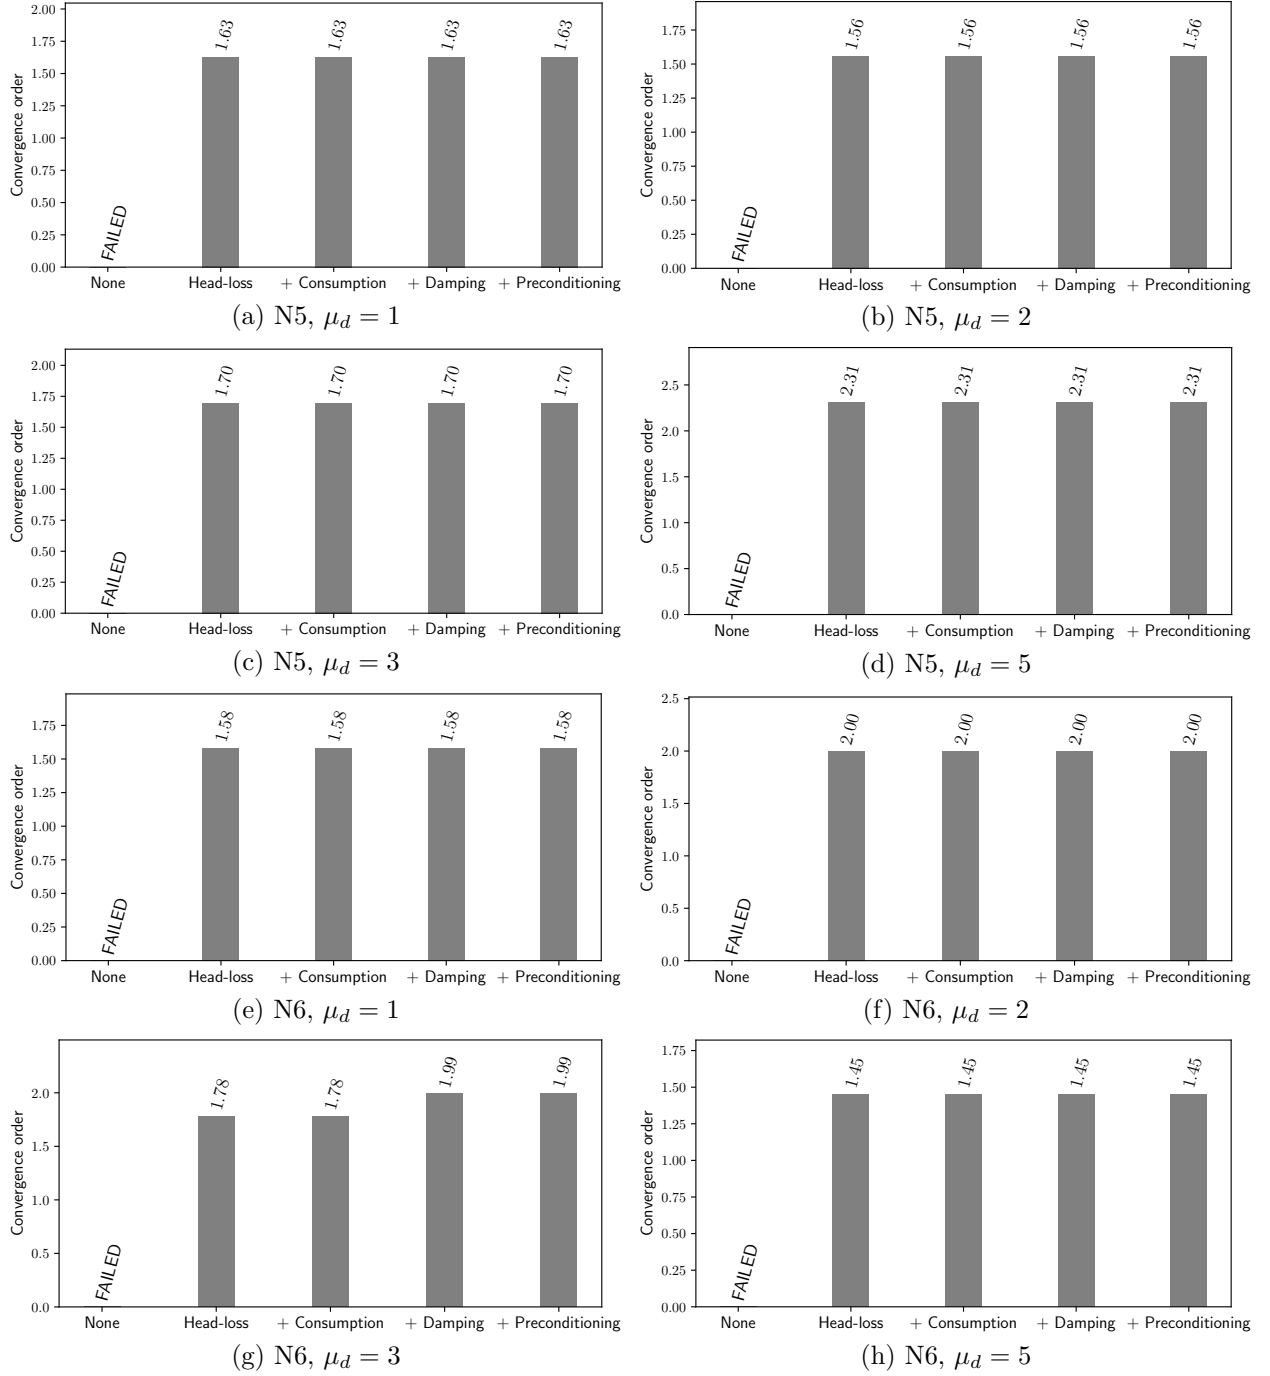 Convergence order
2.00
1.75
1.50
1.25
1.00
0.75
0.50
0.25
0.00
FAILED
1.63
1.63
1.63
1.63
None
Head-loss
+ Consumption
+ Damping
+ Preconditioning
(a) N5, μd = 1
Convergence order
1.75
1.50
1.25
1.00
0.75
0.50
0.25
0.00
FAILED
1.56
1.56
1.56
1.56
None
Head-loss
+ Consumption
+ Damping
+ Preconditioning
(b) N5, μd = 2
Convergence order
2.00
1.75
1.50
1.25
1.00
0.75
0.50
0.25
0.00
FAILED
1.70
1.70
1.70
1.70
None
Head-loss
+ Consumption
+ Damping
+ Preconditioning
(c) N5, μd = 3
Convergence order
2.5
2.0
1.5
1.0
0.5
0.0
FAILED
2.31
2.31
2.31
2.31
None
Head-loss
+ Consumption
+ Damping
+ Preconditioning
(d) N5, μd = 5
Convergence order
1.75
1.50
1.25
1.00
0.75
0.50
0.25
0.00
FAILED
1.58
1.58
1.58
1.58
None
Head-loss
+ Consumption
+ Damping
+ Preconditioning
(e) N6, μd = 1
Convergence order
2.5
2.0
1.5
1.0
0.5
0.0
FAILED
2.00
2.00
2.00
2.00
None
Head-loss
+ Consumption
+ Damping
+ Preconditioning
(f) N6, μd = 2
Convergence order
2.0
1.5
1.0
0.5
0.0
FAILED
1.78
1.78
1.99
1.99
None
Head-loss
+ Consumption
+ Damping
+ Preconditioning
(g) N6, μd = 3
Convergence order
1.75
1.50
1.25
1.00
0.75
0.50
0.25
0.00
FAILED
1.45
1.45
1.45
1.45
None
Head-loss
+ Consumption
+ Damping
+ Preconditioning
(h) N6, μd = 5